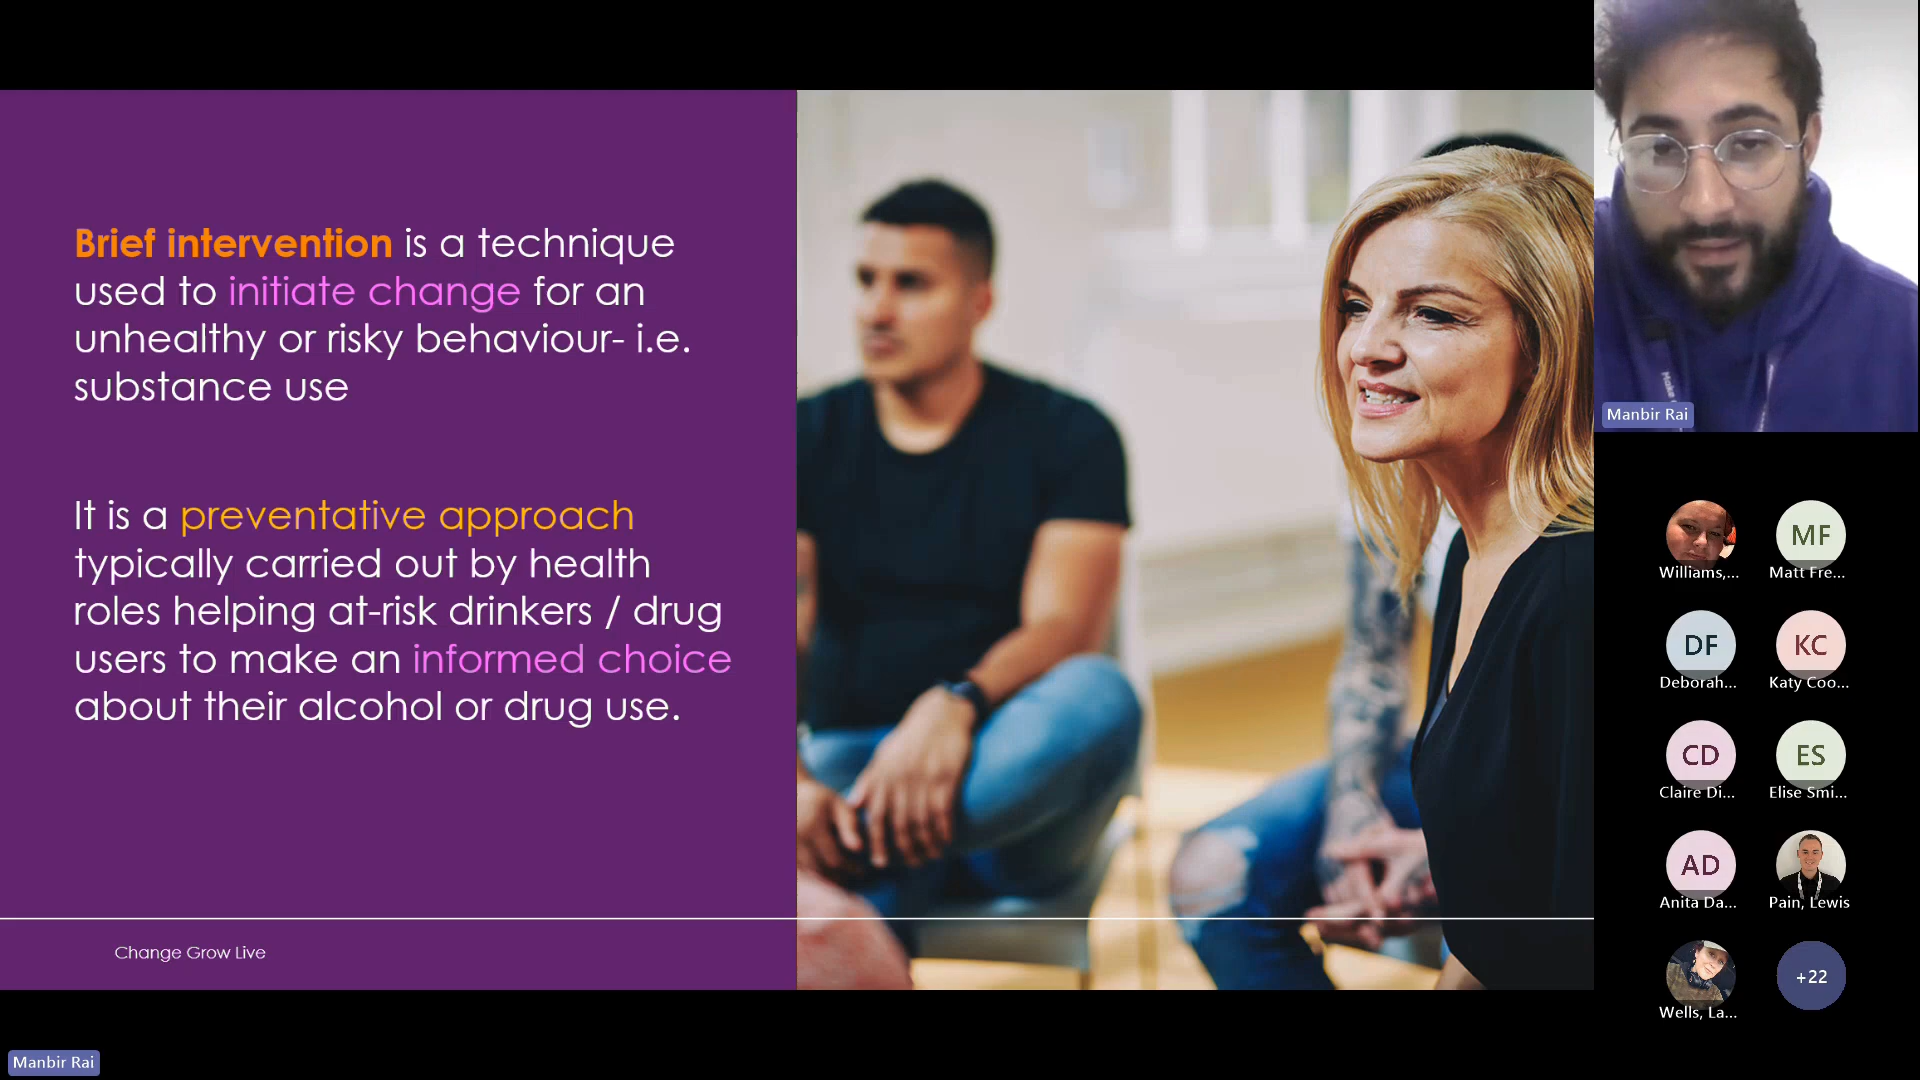 Brief intervention is a technique
used to initiate change for an
unhealthy or risky behaviour- i.e.
substance use
It is a preventative approach
typically carried out by health
roles helping at-risk drinkers / drug
users to make an informed choice
about their alcohol or drug use.
Change Grow Live
Manbir Rai
Manbir Rai
Williams,...
MF
Matt Fre...
DF
Deborah...
KC
Katy Coo...
CD
Claire Di...
ES
Elise Smi...
AD
Anita Da...
Pain, Lewis
Wells, La...
+22